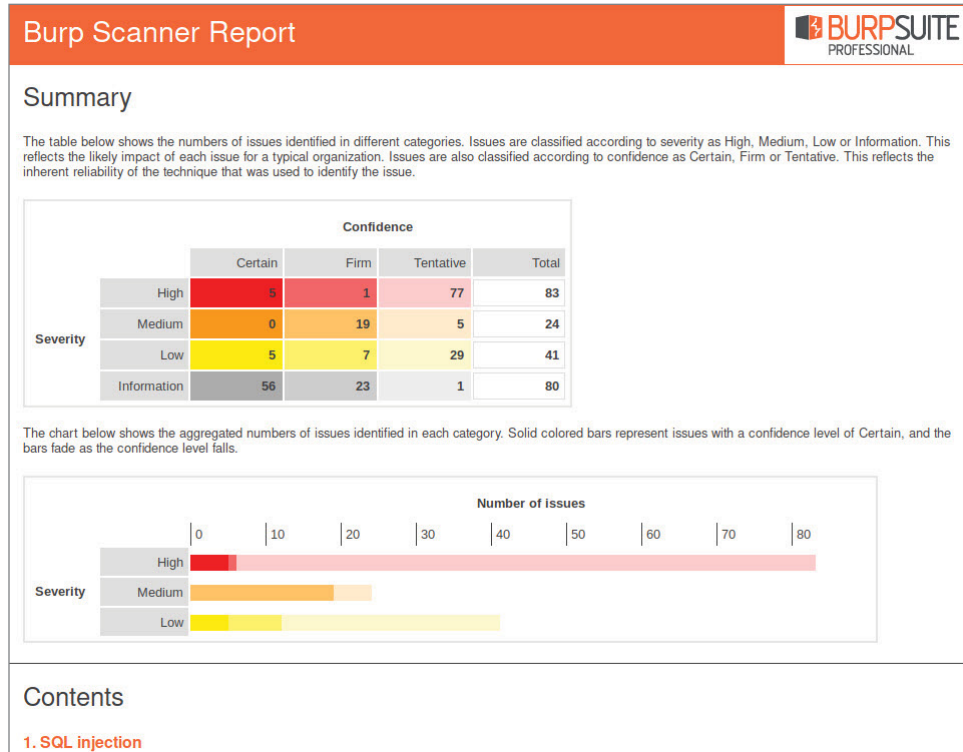 Burp Scanner Report
BURPSUITE
PROFESSIONAL
Summary
The table below shows the numbers of issues identified in different categories. Issues are classified according to severity as High, Medium, Low or Information. This
reflects the likely impact of each issue for a typical organization. Issues are also classified according to confidence as Certain, Firm or Tentative. This reflects the
inherent reliability of the technique that was used to identify the issue.
Confidence
Certain Firm Tentative Total
High 5 1 77 83
Medium 0 19 5 24
Severity
Low 5 7 29 41
Information 56 23 1 80
The chart below shows the aggregated numbers of issues identified in each category. Solid colored bars represent issues with a confidence level of Certain, and the
bars fade as the confidence level falls.
Number of issues
0 10 20 30 40 50 60 70 80
High
Severity Medium
Low
Contents
1. SQL injection